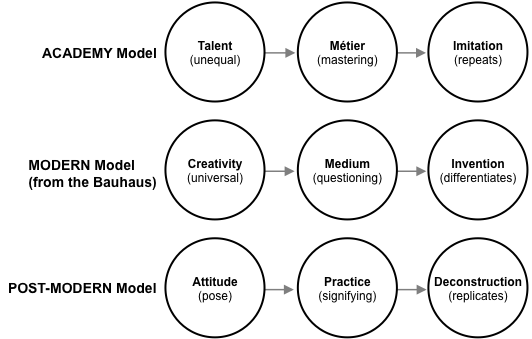 ACADEMY Model
Talent
(unequal)
Métier
(mastering)
Imitation
(repeats)
MODERN Model
(from the Bauhaus)
Creativity
(universal)
Medium
(questioning)
Invention
(differentiates)
POST-MODERN Model
Attitude
(pose)
Practice
(signifying)
Deconstruction
(replicates)